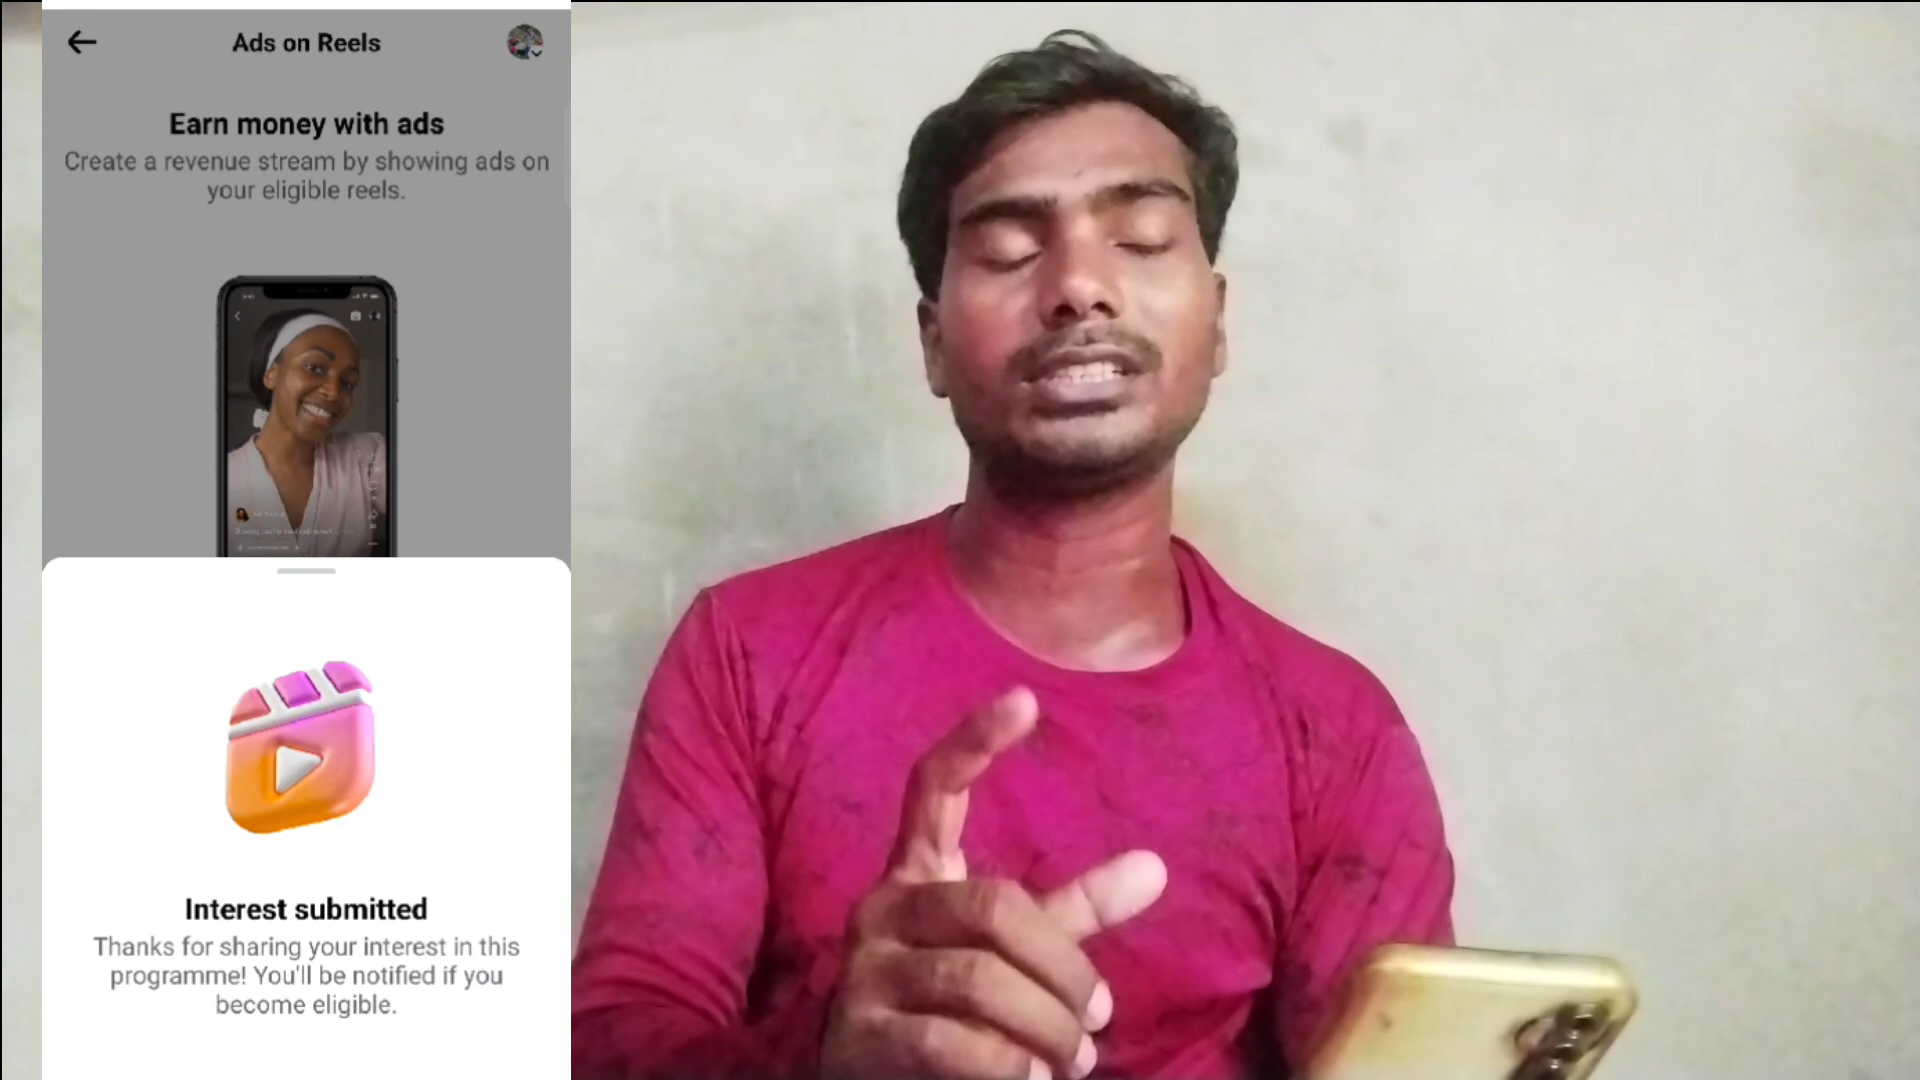 Ads on Reels
Earn money with ads
Create a revenue stream by showing ads on
your eligible reels.
Interest submitted
Thanks for sharing your interest in this
programme! You'll be notified if you
become eligible.